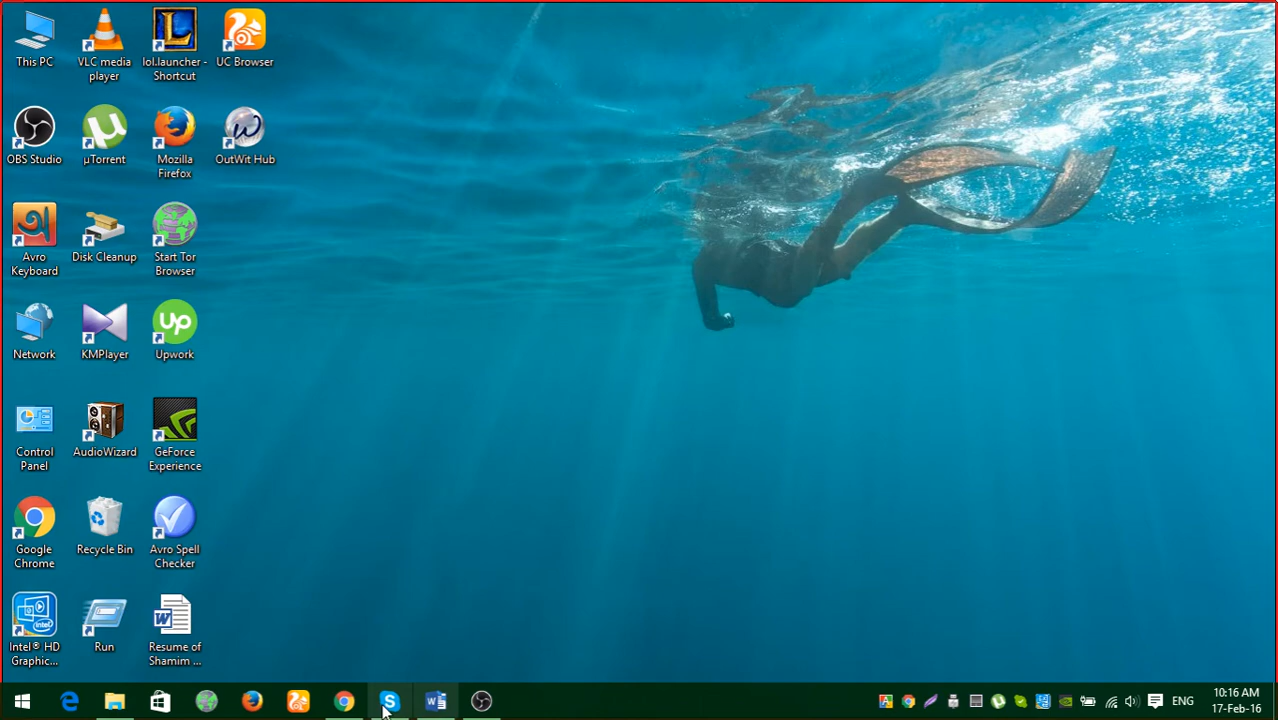 This PC
VLC media
player
lol.launcher -
Shortcut
UC Browser
OBS Studio
µTorrent
Mozilla
Firefox
OutWit Hub
Avro
Keyboard
Disk Cleanup
Start Tor
Browser
Network
KMPlayer
Upwork
Control
Panel
AudioWizard
GeForce
Experience
Google
Chrome
Recycle Bin
Avro Spell
Checker
Intel® HD
Graphic...
Run
Resume of
Shamim ...
ENG
10:16 AM
17-Feb-16